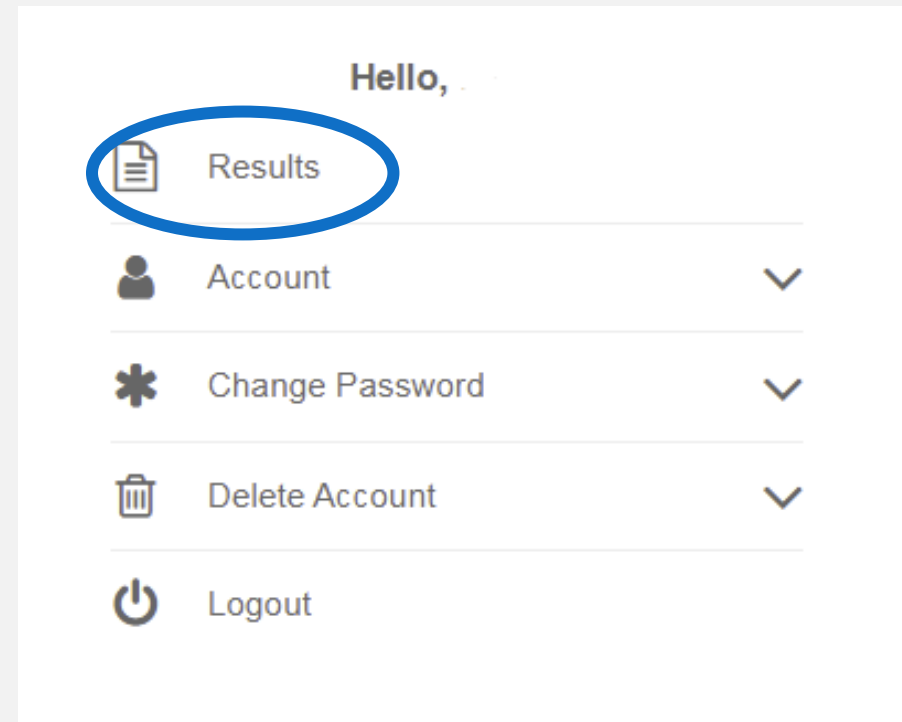 Hello,
Results
Account
Change Password
Delete Account
Logout